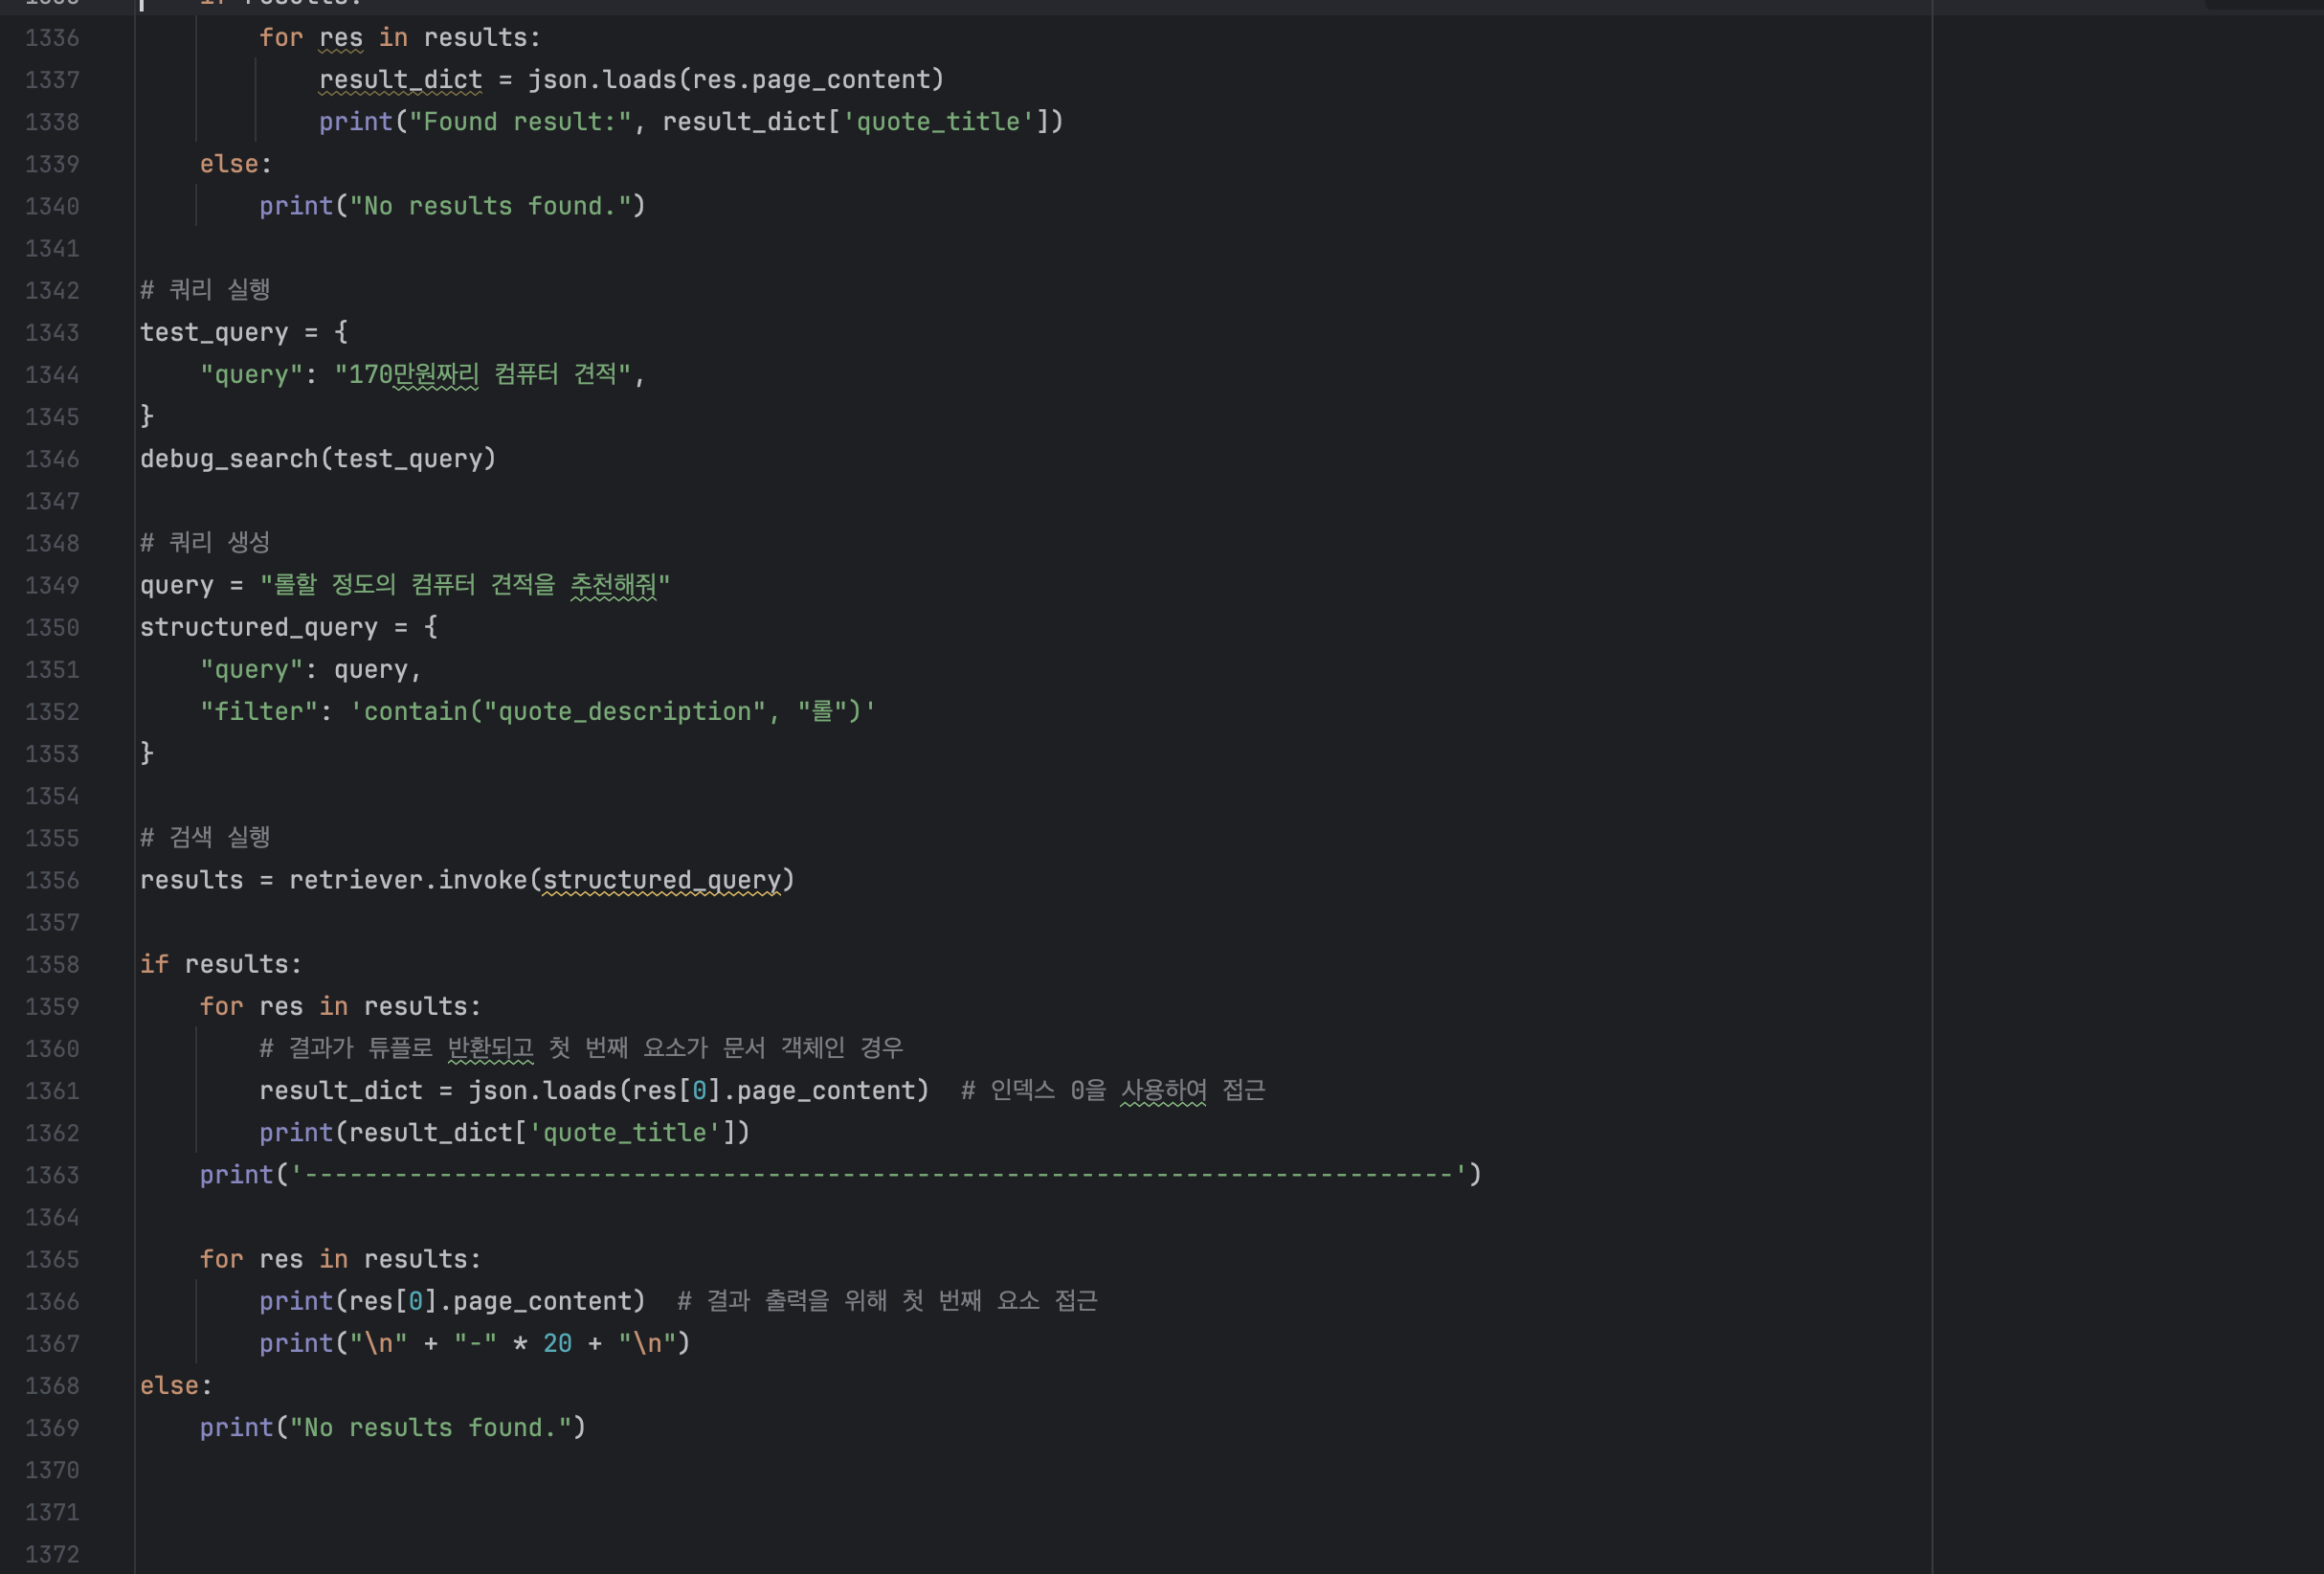 if results:
1336 for res in results:
1337 result_dict = json.loads(res.page_content)
1338 print("Found result:", result_dict['quote_title'])
1339 else:
1340 print("No results found.")
1341
1342 # 쿼리 실행
1343 test_query = {
1344 "query": "170만원짜리 컴퓨터 견적",
1345 }
1346 debug_search(test_query)
1347
1348 # 쿼리 생성
1349 query = "롤할 정도의 컴퓨터 견적을 추천해줘"
1350 structured_query = {
1351 "query": query,
1352 "filter": 'contain("quote_description", "롤")'
1353 }
1354
1355 # 검색 실행
1356 results = retriever.invoke(structured_query)
1357
1358 if results:
1359 for res in results:
1360 # 결과가 튜플로 반환되고 첫 번째 요소가 문서 객체인 경우
1361 result_dict = json.loads(res[0].page_content)  # 인덱스 0을 사용하여 접근
1362 print(result_dict['quote_title'])
1363 print('-----------------------------------------------------------------------------')
1364
1365 for res in results:
1366 print(res[0].page_content)  # 결과 출력을 위해 첫 번째 요소 접근
1367 print("\n" + "-" * 20 + "\n")
1368 else:
1369 print("No results found.")
1370
1371
1372